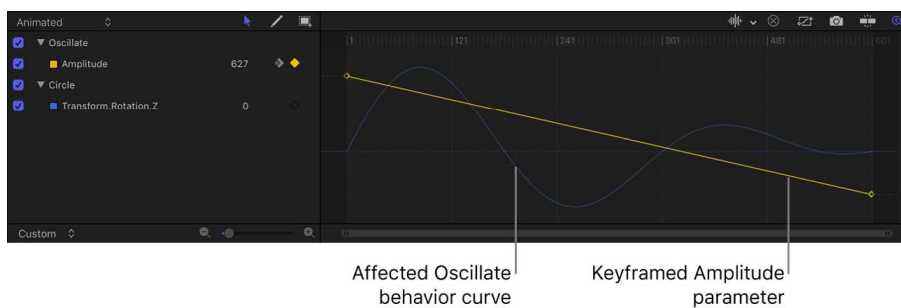 Animated
1 121 241 361 481 601
Oscillate
Amplitude 627
Circle
Transform.Rotation.Z 0
Custom
Affected Oscillate
behavior curve
Keyframed Amplitude
parameter